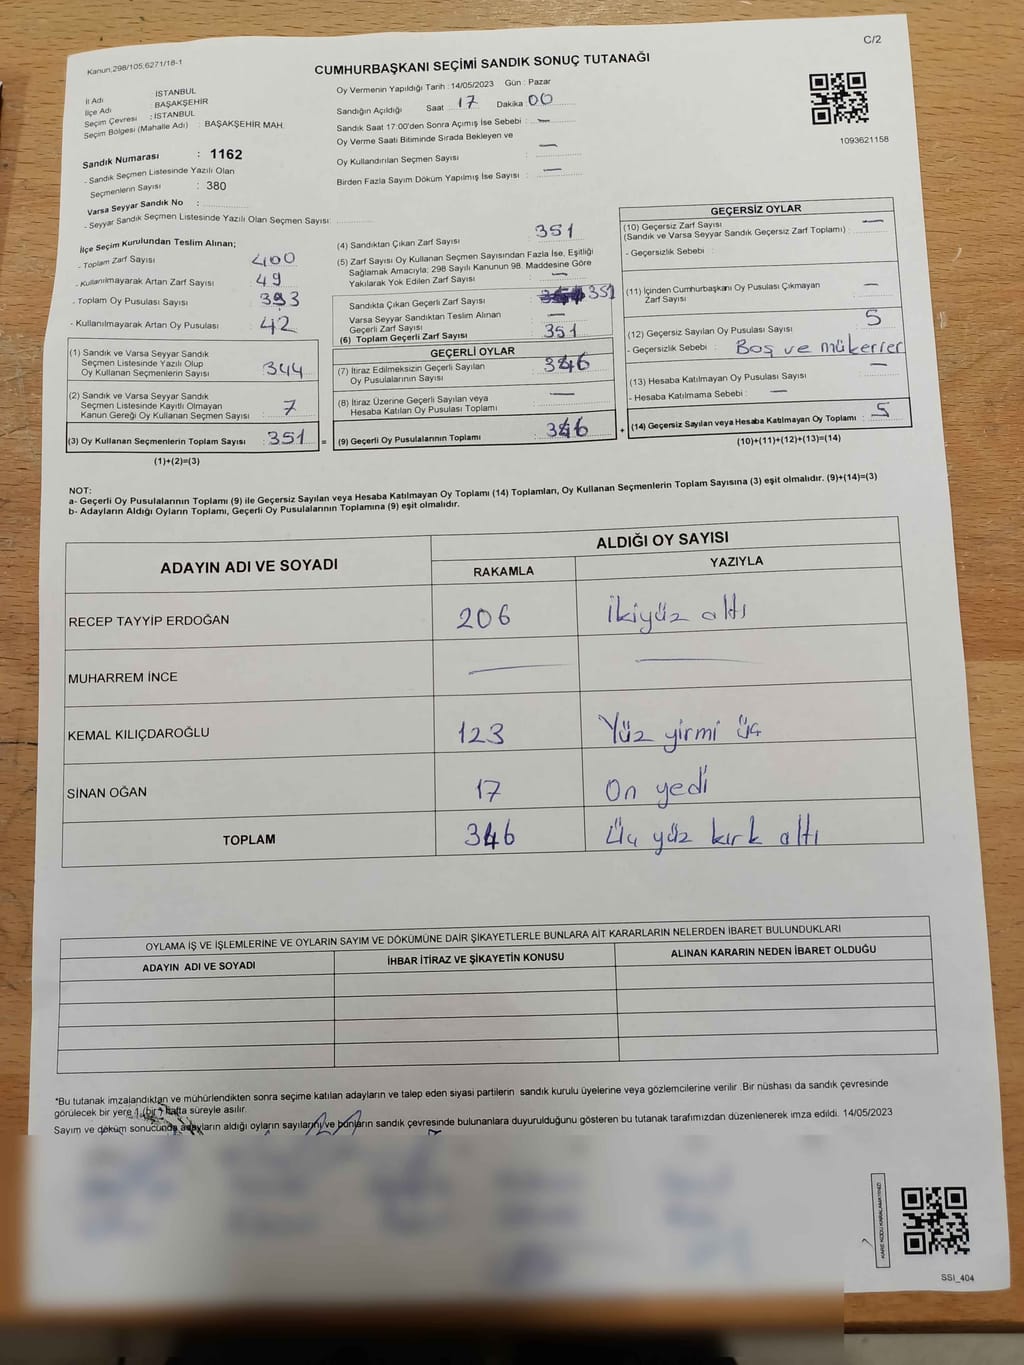 C/2
Kanun,298/105,6271/18-1
CUMHURBAŞKANI SEÇİMİ SANDIK SONUÇ TUTANAĞI
İl Adı İSTANBUL
İlçe Adı : BAŞAKŞEHİR
Seçim Çevresi : İSTANBUL
Seçim Bölgesi (Mahalle Adı) : BAŞAKŞEHİR MAH.
Sandık Numarası : 1162
- Sandık Seçmen Listesinde Yazılı Olan
Seçmenlerin Sayısı : 380
Varsa Seyyar Sandık No :
- Seyyar Sandık Seçmen Listesinde Yazılı Olan Seçmen Sayısı:
Oy Vermenin Yapıldığı Tarih : 14/05/2023 Gün : Pazar
Sandığın Açıldığı Saat : 17 Dakika 00
Sandık Saat 17:00'den Sonra Açımış İse Sebebi : —
Oy Verme Saati Bitiminde Sırada Bekleyen ve
Oy Kullandırılan Seçmen Sayısı : —
Birden Fazla Sayım Döküm Yapılmış İse Sayısı : —
1093621158
İlçe Seçim Kurulundan Teslim Alınan;
- Toplam Zarf Sayısı : 400
- Kullanılmayarak Artan Zarf Sayısı : 49
- Toplam Oy Pusulası Sayısı : 393
- Kullanılmayarak Artan Oy Pusulası : 42
(1) Sandık ve Varsa Seyyar Sandık
Seçmen Listesinde Yazılı Olup
Oy Kullanan Seçmenlerin Sayısı : 344
(2) Sandık ve Varsa Seyyar Sandık
Seçmen Listesinde Kayıtlı Olmayan
Kanun Gereği Oy Kullanan Seçmen Sayısı : 7
(3) Oy Kullanan Seçmenlerin Toplam Sayısı : 351 =
(1)+(2)=(3)
(4) Sandıktan Çıkan Zarf Sayısı : 351
(5) Zarf Sayısı Oy Kullanan Seçmen Sayısından Fazla İse, Eşitliği
Sağlamak Amacıyla; 298 Sayılı Kanunun 98. Maddesine Göre
Yakılarak Yok Edilen Zarf Sayısı : —
Sandıkta Çıkan Geçerli Zarf Sayısı : 351
Varsa Seyyar Sandıktan Teslim Alınan
Geçerli Zarf Sayısı : —
(6) Toplam Geçerli Zarf Sayısı : 351
GEÇERLİ OYLAR
(7) İtiraz Edilmeksizin Geçerli Sayılan
Oy Pusulalarının Sayısı : 346
(8) İtiraz Üzerine Geçerli Sayılan veya
Hesaba Katılan Oy Pusulası Toplamı : —
(9) Geçerli Oy Pusulalarının Toplamı : 346 +
GEÇERSİZ OYLAR
(10) Geçersiz Zarf Sayısı
(Sandık ve Varsa Seyyar Sandık Geçersiz Zarf Toplamı) : —
- Geçersizlik Sebebi :
(11) İçinden Cumhurbaşkanı Oy Pusulası Çıkmayan
Zarf Sayısı : —
(12) Geçersiz Sayılan Oy Pusulası Sayısı : 5
- Geçersizlik Sebebi : Boş ve mükerrer
(13) Hesaba Katılmayan Oy Pusulası Sayısı : —
- Hesaba Katılmama Sebebi : —
(14) Geçersiz Sayılan veya Hesaba Katılmayan Oy Toplamı : 5
(10)+(11)+(12)+(13)=(14)
NOT:
a- Geçerli Oy Pusulalarının Toplamı (9) ile Geçersiz Sayılan veya Hesaba Katılmayan Oy Toplamı (14) Toplamları, Oy Kullanan Seçmenlerin Toplam Sayısına (3) eşit olmalıdır. (9)+(14)=(3)
b- Adayların Aldığı Oyların Toplamı, Geçerli Oy Pusulalarının Toplamına (9) eşit olmalıdır.
ADAYIN ADI VE SOYADI ALDIĞI OY SAYISI
RAKAMLA YAZIYLA
RECEP TAYYİP ERDOĞAN 206 İkiyüz altı
MUHARREM İNCE — —
KEMAL KILIÇDAROĞLU 123 Yüz yirmi üç
SİNAN OĞAN 17 On yedi
TOPLAM 346 Üç yüz kırk altı
OYLAMA İŞ VE İŞLEMLERİNE VE OYLARIN SAYIM VE DÖKÜMÜNE DAİR ŞİKAYETLERLE BUNLARA AİT KARARLARIN NELERDEN İBARET BULUNDUKLARI
ADAYIN ADI VE SOYADI İHBAR İTİRAZ VE ŞİKAYETİN KONUSU ALINAN KARARIN NEDEN İBARET OLDUĞU
*Bu tutanak imzalandıktan ve mühürlendikten sonra seçime katılan adayların ve talep eden siyasi partilerin sandık kurulu üyelerine veya gözlemcilerine verilir .Bir nüshası da sandık çevresinde
görülecek bir yere 1 (bir ) hafta süreyle asılır.
Sayım ve döküm sonucunda adayların aldığı oyların sayılarını ve bunların sandık çevresinde bulunanlara duyurulduğunu gösteren bu tutanak tarafımızdan düzenlenerek imza edildi. 14/05/2023
KARE KODU KARALAMAYINIZ!
SSI_404